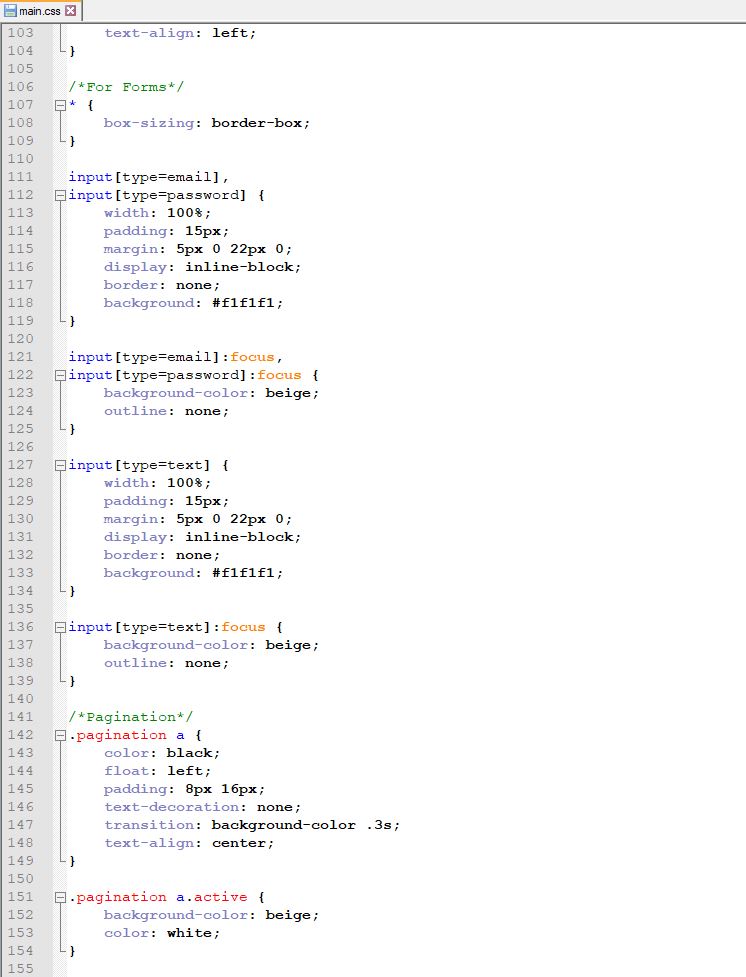 main.css
103 text-align: left;
104 }
105
106 /*For Forms*/
107 * {
108 box-sizing: border-box;
109 }
110
111 input[type=email],
112 input[type=password] {
113 width: 100%;
114 padding: 15px;
115 margin: 5px 0 22px 0;
116 display: inline-block;
117 border: none;
118 background: #f1f1f1;
119 }
120
121 input[type=email]:focus,
122 input[type=password]:focus {
123 background-color: beige;
124 outline: none;
125 }
126
127 input[type=text] {
128 width: 100%;
129 padding: 15px;
130 margin: 5px 0 22px 0;
131 display: inline-block;
132 border: none;
133 background: #f1f1f1;
134 }
135
136 input[type=text]:focus {
137 background-color: beige;
138 outline: none;
139 }
140
141 /*Pagination*/
142 .pagination a {
143 color: black;
144 float: left;
145 padding: 8px 16px;
146 text-decoration: none;
147 transition: background-color .3s;
148 text-align: center;
149 }
150
151 .pagination a.active {
152 background-color: beige;
153 color: white;
154 }
155